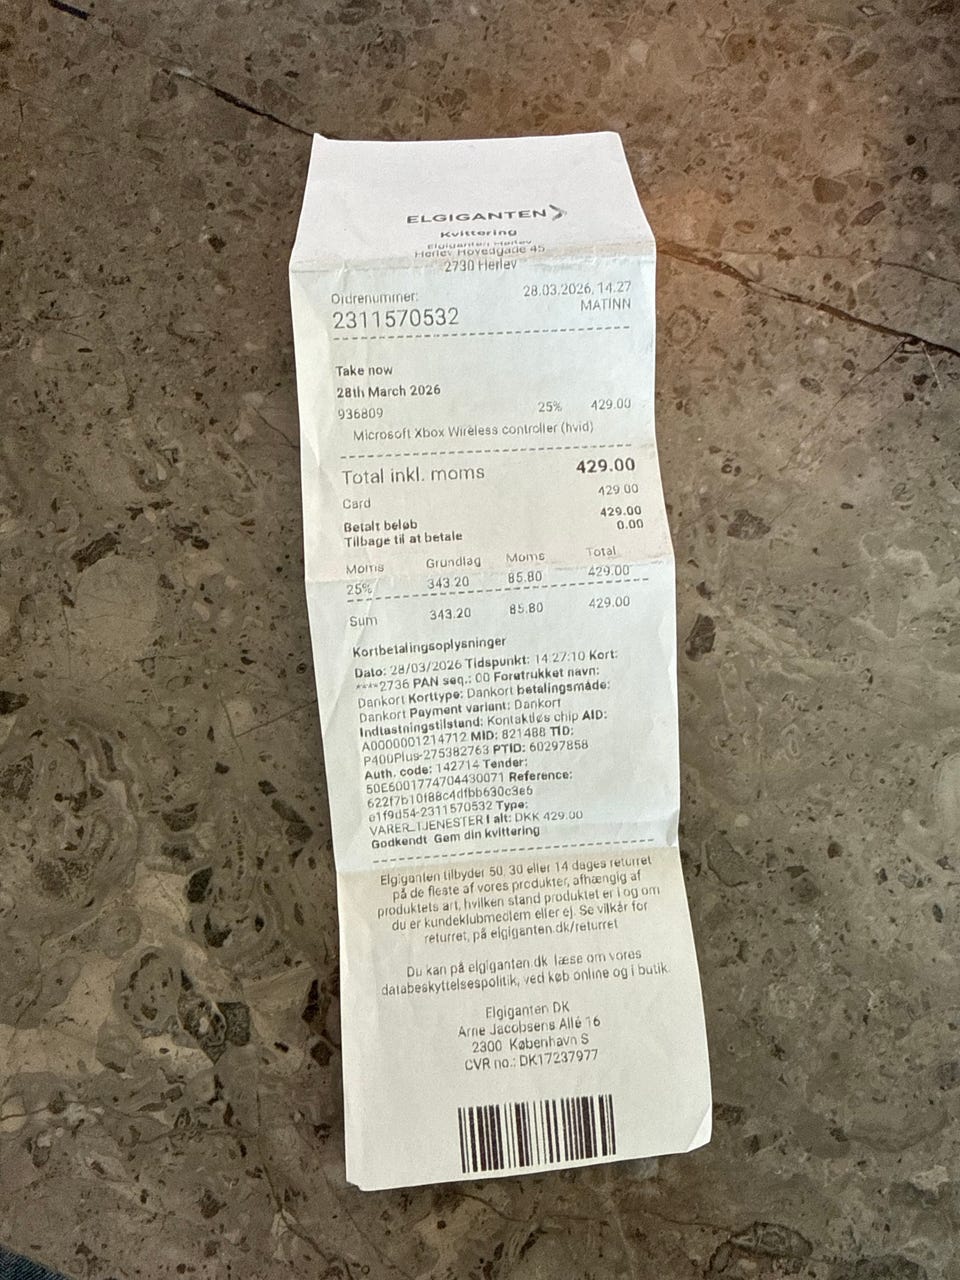 ELGIGANTEN
Kvittering
Elgiganten Herlev
Herlev Hovedgade 45
2730 Herlev
Ordrenummer: 28.03.2026, 14.27
2311570532 MATINN
Take now
28th March 2026
936809 25% 429.00
Microsoft Xbox Wireless controller (hvid)
Total inkl. moms 429.00
Card 429.00
Betalt beløb 429.00
Tilbage til at betale 0.00
Moms Grundlag Moms Total
25% 343.20 85.80 429.00
Sum 343.20 85.80 429.00
Kortbetalingsoplysninger
Dato: 28/03/2026 Tidspunkt: 14:27:10 Kort:
****2736 PAN seq.: 00 Foretrukket navn:
Dankort Korttype: Dankort betalingsmåde:
Dankort Payment variant: Dankort
Indlæstningstilstand: Kontaktløs chip AID:
A0000001214712 MID: 821488 TID:
P400Plus-275382763 PTID: 60297858
Auth. code: 142714 Tender:
50E6001774704430071 Reference:
622f7b10f88c4dfbb630c3e6
e1f9d54-2311570532 Type:
VARER_TJENESTER I alt: DKK 429.00
Godkendt Gem din kvittering
Elgiganten tilbyder 50, 30 eller 14 dages returret
på de fleste af vores produkter, afhængig af
produktets art, hvilken stand produktet er i og om
du er kundeklubmedlem eller ej. Se vilkår for
returret, på elgiganten.dk/returret
Du kan på elgiganten.dk læse om vores
databeskyttelsespolitik, ved køb online og i butik.
Elgiganten DK
Arne Jacobsens Allé 16
2300 København S
CVR no.: DK17237977